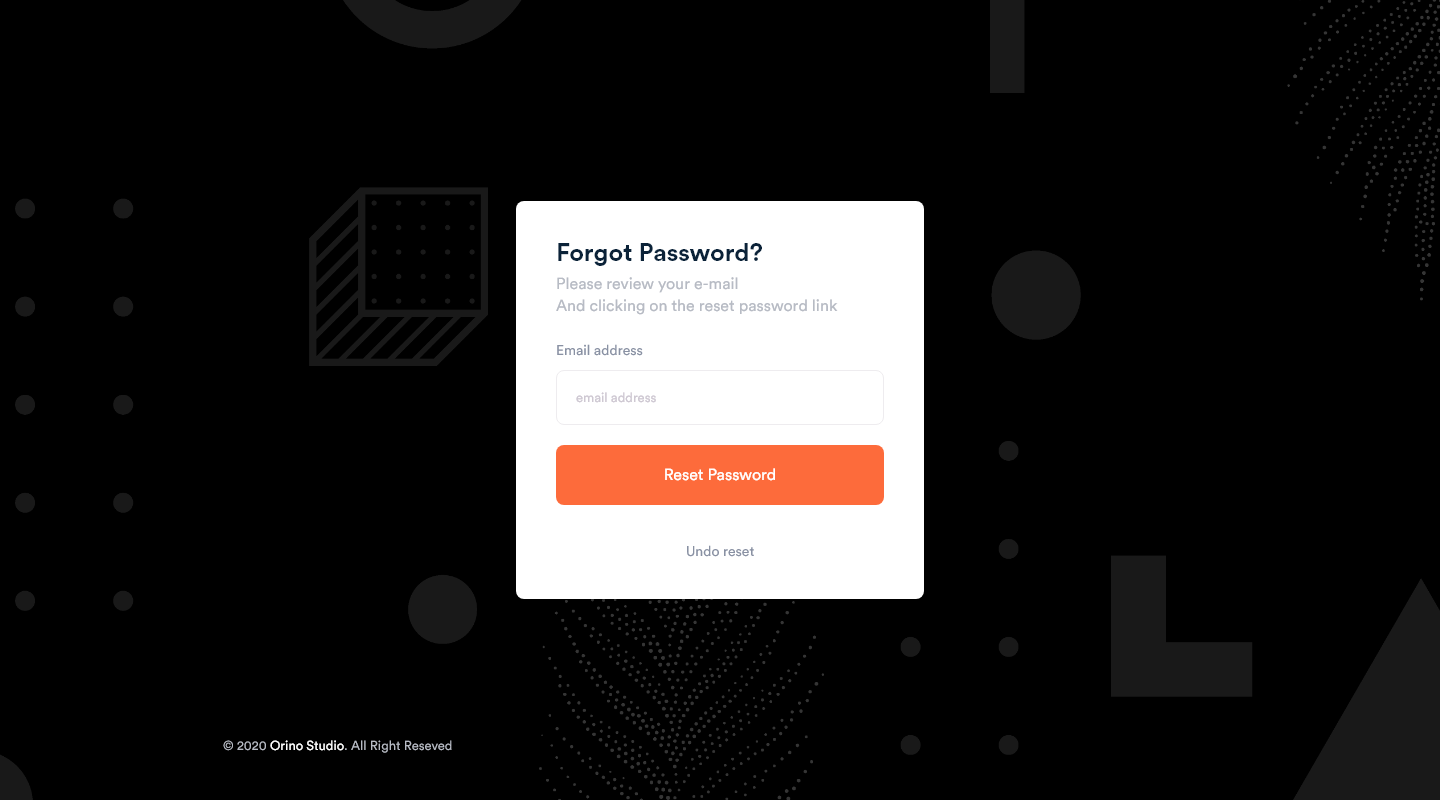 Forgot Password?
Please review your e-mail
And clicking on the reset password link
Email address
email address
Reset Password
Undo reset
© 2020 Orino Studio. All Right Reseved